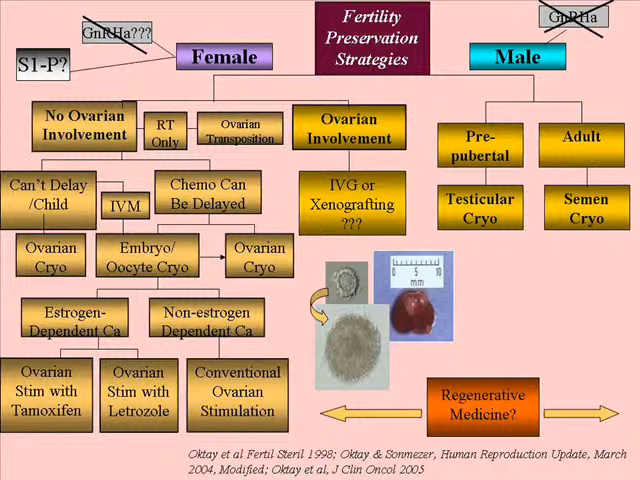 GnRHa???
S1-P?
Female
Fertility
Preservation
Strategies
GnRHa
Male
No Ovarian
Involvement
RT
Only
Ovarian
Transposition
Ovarian
Involvement
Pre-
pubertal
Adult
Can't Delay
/Child
IVM
Chemo Can
Be Delayed
IVG or
Xenografting
???
Testicular
Cryo
Semen
Cryo
Ovarian
Cryo
Embryo/
Oocyte Cryo
Ovarian
Cryo
0 5 10
mm
Estrogen-
Dependent Ca
Non-estrogen
Dependent Ca
Ovarian
Stim with
Tamoxifen
Ovarian
Stim with
Letrozole
Conventional
Ovarian
Stimulation
Regenerative
Medicine?
Oktay et al Fertil Steril 1998; Oktay & Sonmezer, Human Reproduction Update, March
2004, Modified; Oktay et al, J Clin Oncol 2005